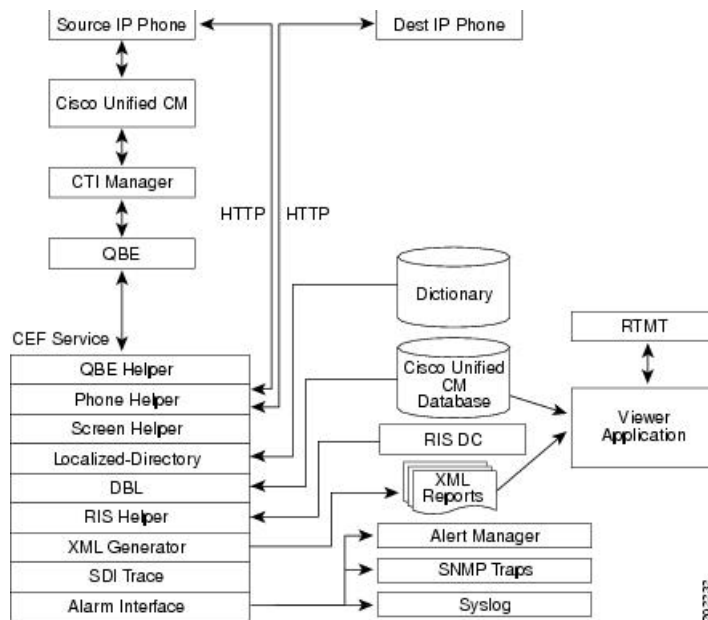 Source IP Phone
Dest IP Phone
Cisco Unified CM
CTI Manager
HTTP
HTTP
QBE
Dictionary
CEF Service
RTMT
QBE Helper
Cisco Unified
CM
Database
Phone Helper
Viewer
Application
Screen Helper
RIS DC
Localized-Directory
XML
Reports
DBL
RIS Helper
XML Generator
Alert Manager
SDI Trace
SNMP Traps
Alarm Interface
Syslog